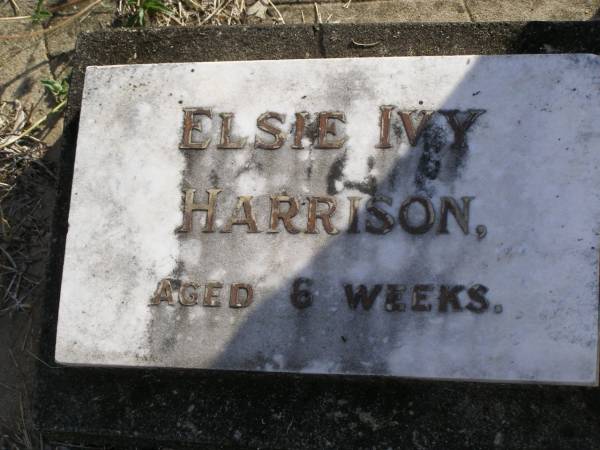 ELSIE IVY
HARRISON,
AGED 6 WEEKS.